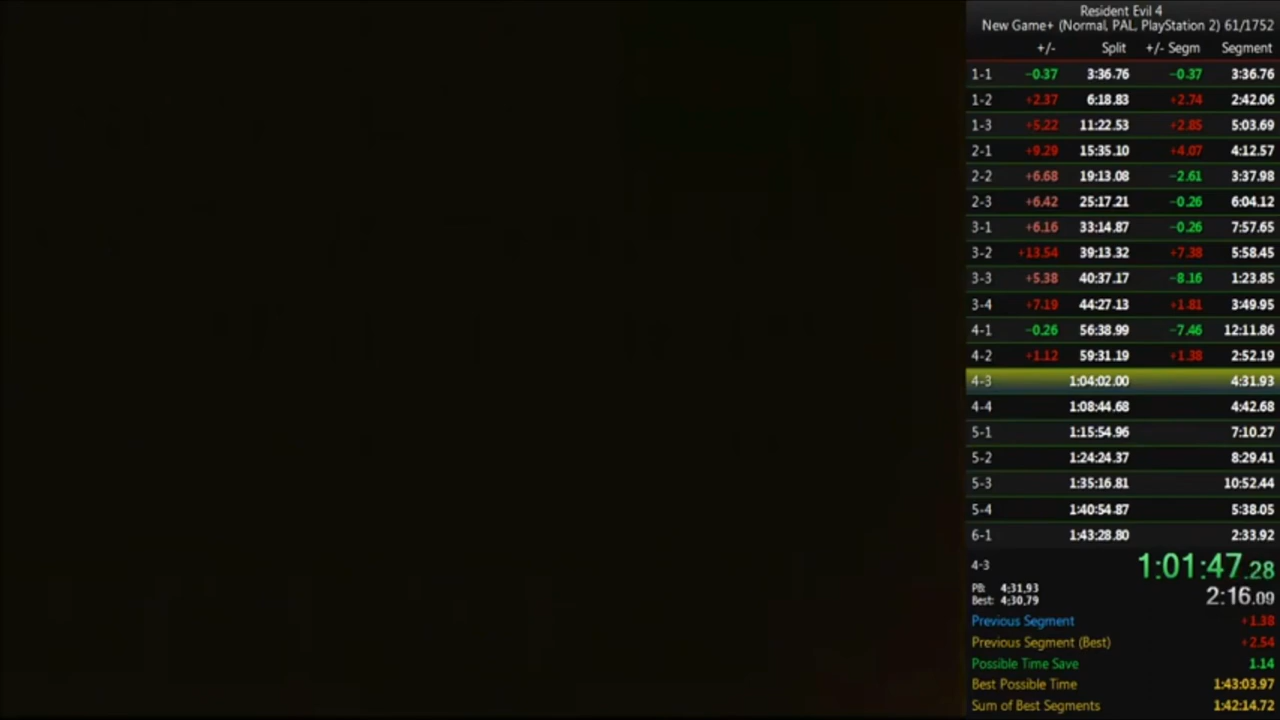 Resident Evil 4
New Game+ (Normal, PAL, PlayStation 2) 61/1752
+/- Split +/- Segm Segment
1-1 -0.37 3:36.76 -0.37 3:36.76
1-2 +2.37 6:18.83 +2.74 2:42.06
1-3 +5.22 11:22.53 +2.85 5:03.69
2-1 +9.29 15:35.10 +4.07 4:12.57
2-2 +6.68 19:13.08 -2.61 3:37.98
2-3 +6.42 25:17.21 -0.26 6:04.12
3-1 +6.16 33:14.87 -0.26 7:57.65
3-2 +13.54 39:13.32 +7.38 5:58.45
3-3 +5.38 40:37.17 -8.16 1:23.85
3-4 +7.19 44:27.13 +1.81 3:49.95
4-1 -0.26 56:38.99 -7.46 12:11.86
4-2 +1.12 59:31.19 +1.38 2:52.19
4-3 1:04:02.00 4:31.93
4-4 1:08:44.68 4:42.68
5-1 1:15:54.96 7:10.27
5-2 1:24:24.37 8:29.41
5-3 1:35:16.81 10:52.44
5-4 1:40:54.87 5:38.05
6-1 1:43:28.80 2:33.92
4-3 1:01:47.28
PB: 4:31.93
Best: 4:30.79 2:16.09
Previous Segment +1.38
Previous Segment (Best) +2.54
Possible Time Save 1.14
Best Possible Time 1:43:03.97
Sum of Best Segments 1:42:14.72